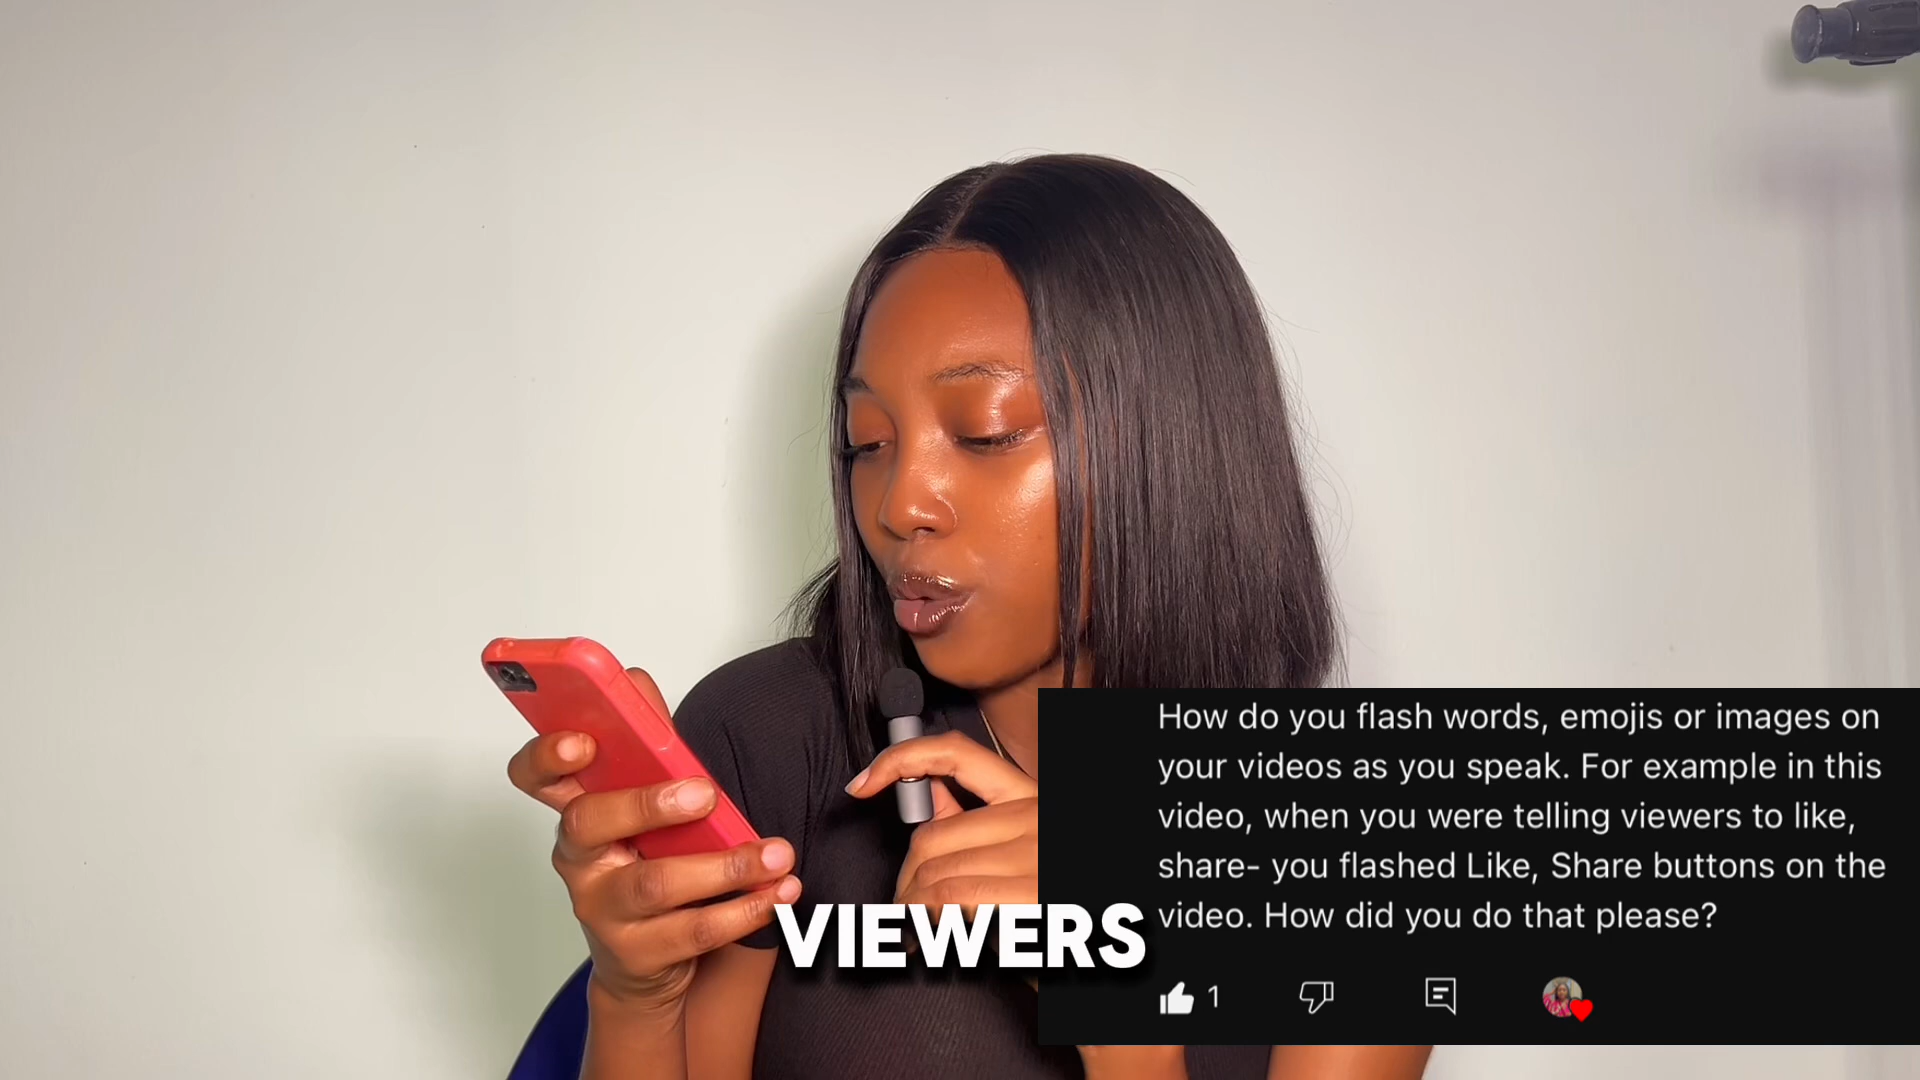 How do you flash words, emojis or images on
your videos as you speak. For example in this
video, when you were telling viewers to like,
share- you flashed Like, Share buttons on the
video. How did you do that please?
1
VIEWERS